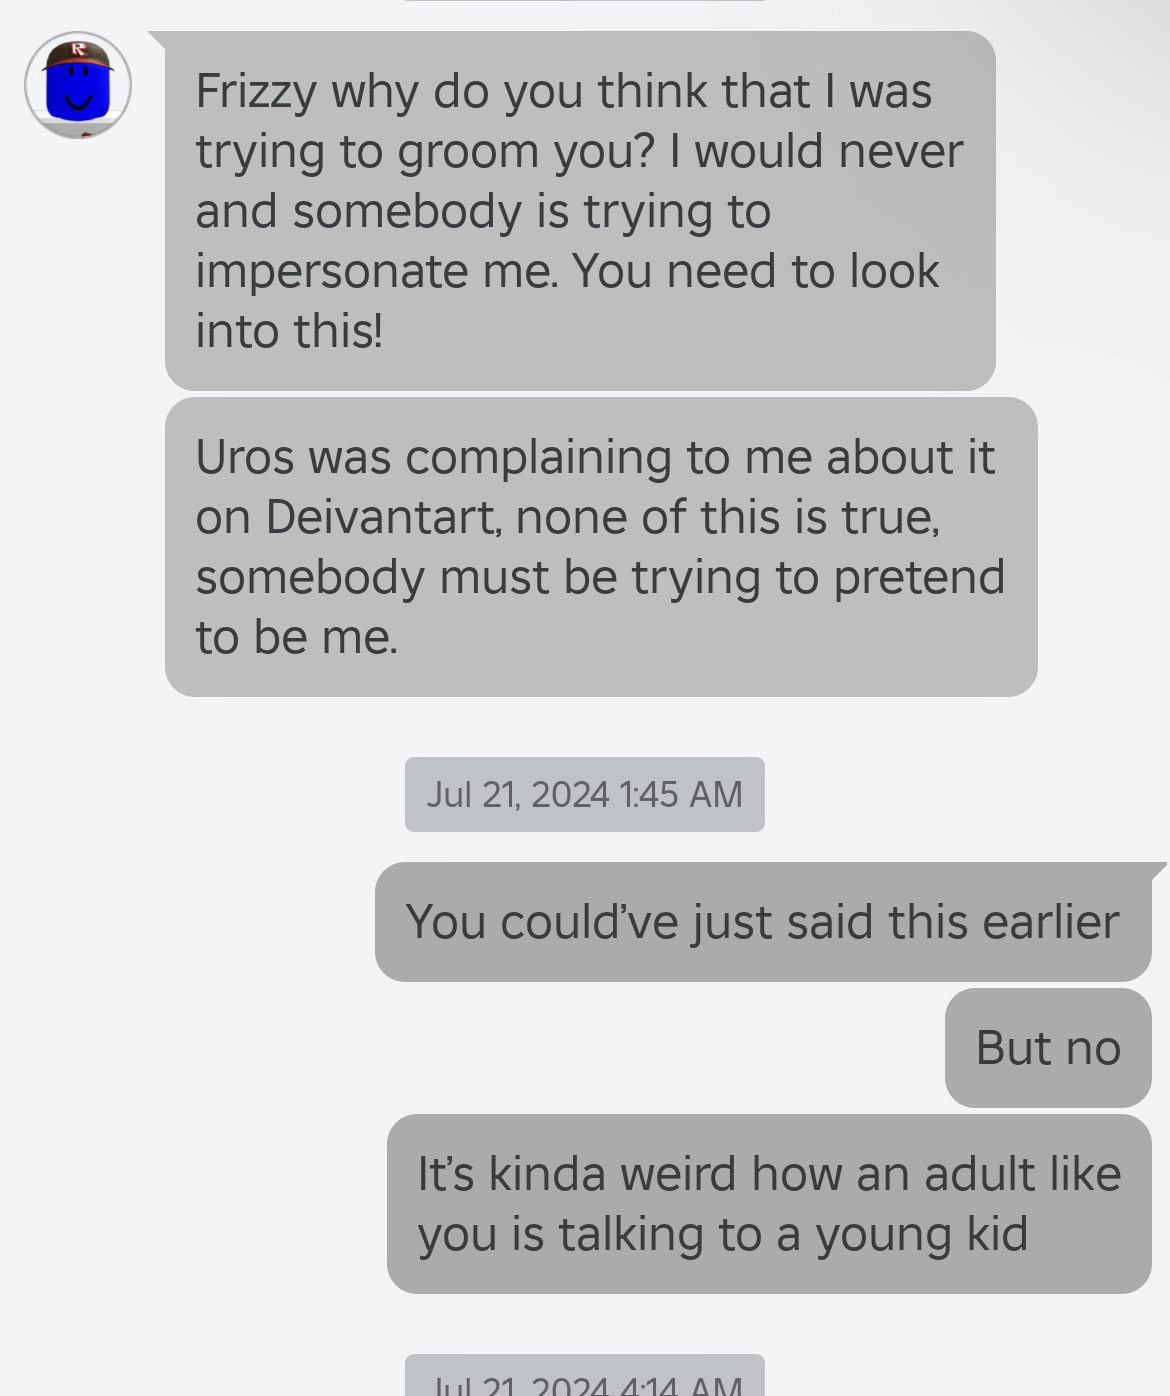 R
Frizzy why do you think that I was
trying to groom you? I would never
and somebody is trying to
impersonate me. You need to look
into this!
Uros was complaining to me about it
on Deivantart, none of this is true,
somebody must be trying to pretend
to be me.
Jul 21, 2024 1:45 AM
You could’ve just said this earlier
But no
It’s kinda weird how an adult like
you is talking to a young kid
Jul 21, 2024 4:14 AM